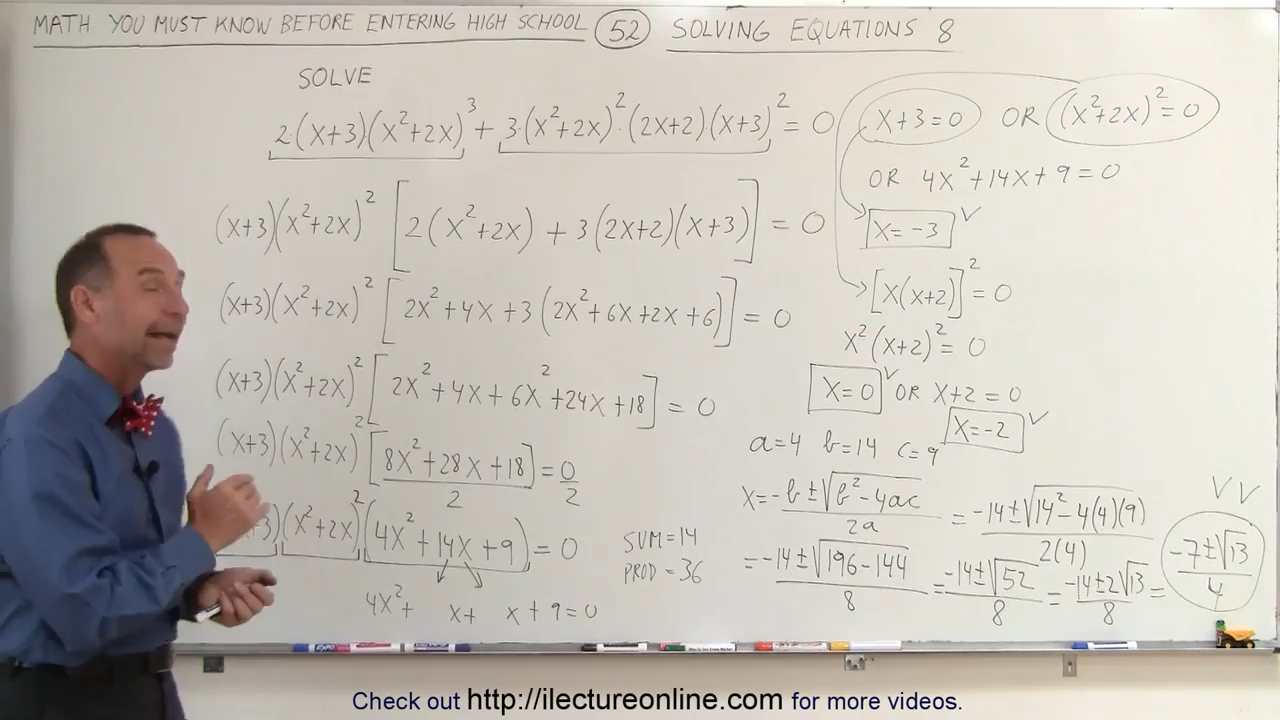 MATH YOU MUST KNOW BEFORE ENTERING HIGH SCHOOL 52 SOLVING EQUATIONS 8
SOLVE
2·(X+3)(X²+2X)³ + 3·(X²+2X)²·(2X+2)·(X+3)² = 0
(X+3)(X²+2X)² [2(X²+2X) + 3(2X+2)(X+3)] = 0
(X+3)(X²+2X)² [2X²+4X+3(2X²+6X+2X+6)] = 0
(X+3)(X²+2X)² [2X²+4X+6X²+24X+18] = 0
(X+3)(X²+2X)² [8X²+28X+18]/2 = 0/2
3)(X²+2X)²(4X²+14X+9) = 0
4X²+ X+ X+9=0
SUM=14
PROD=36
X+3=0 OR (X²+2X)²=0
OR 4X²+14X+9=0
X=-3
[X(X+2)]²=0
X²(X+2)²=0
X=0 OR X+2=0
X=-2
a=4 b=14 c=9
X=-b±√b²-4ac/2a = -14±√14²-4(4)(9)/2(4)
= -14±√196-144/8 = -14±√52/8 = -14±2√13/8 = -7±√13/4
EXPO
Check out http://ilectureonline.com for more videos.